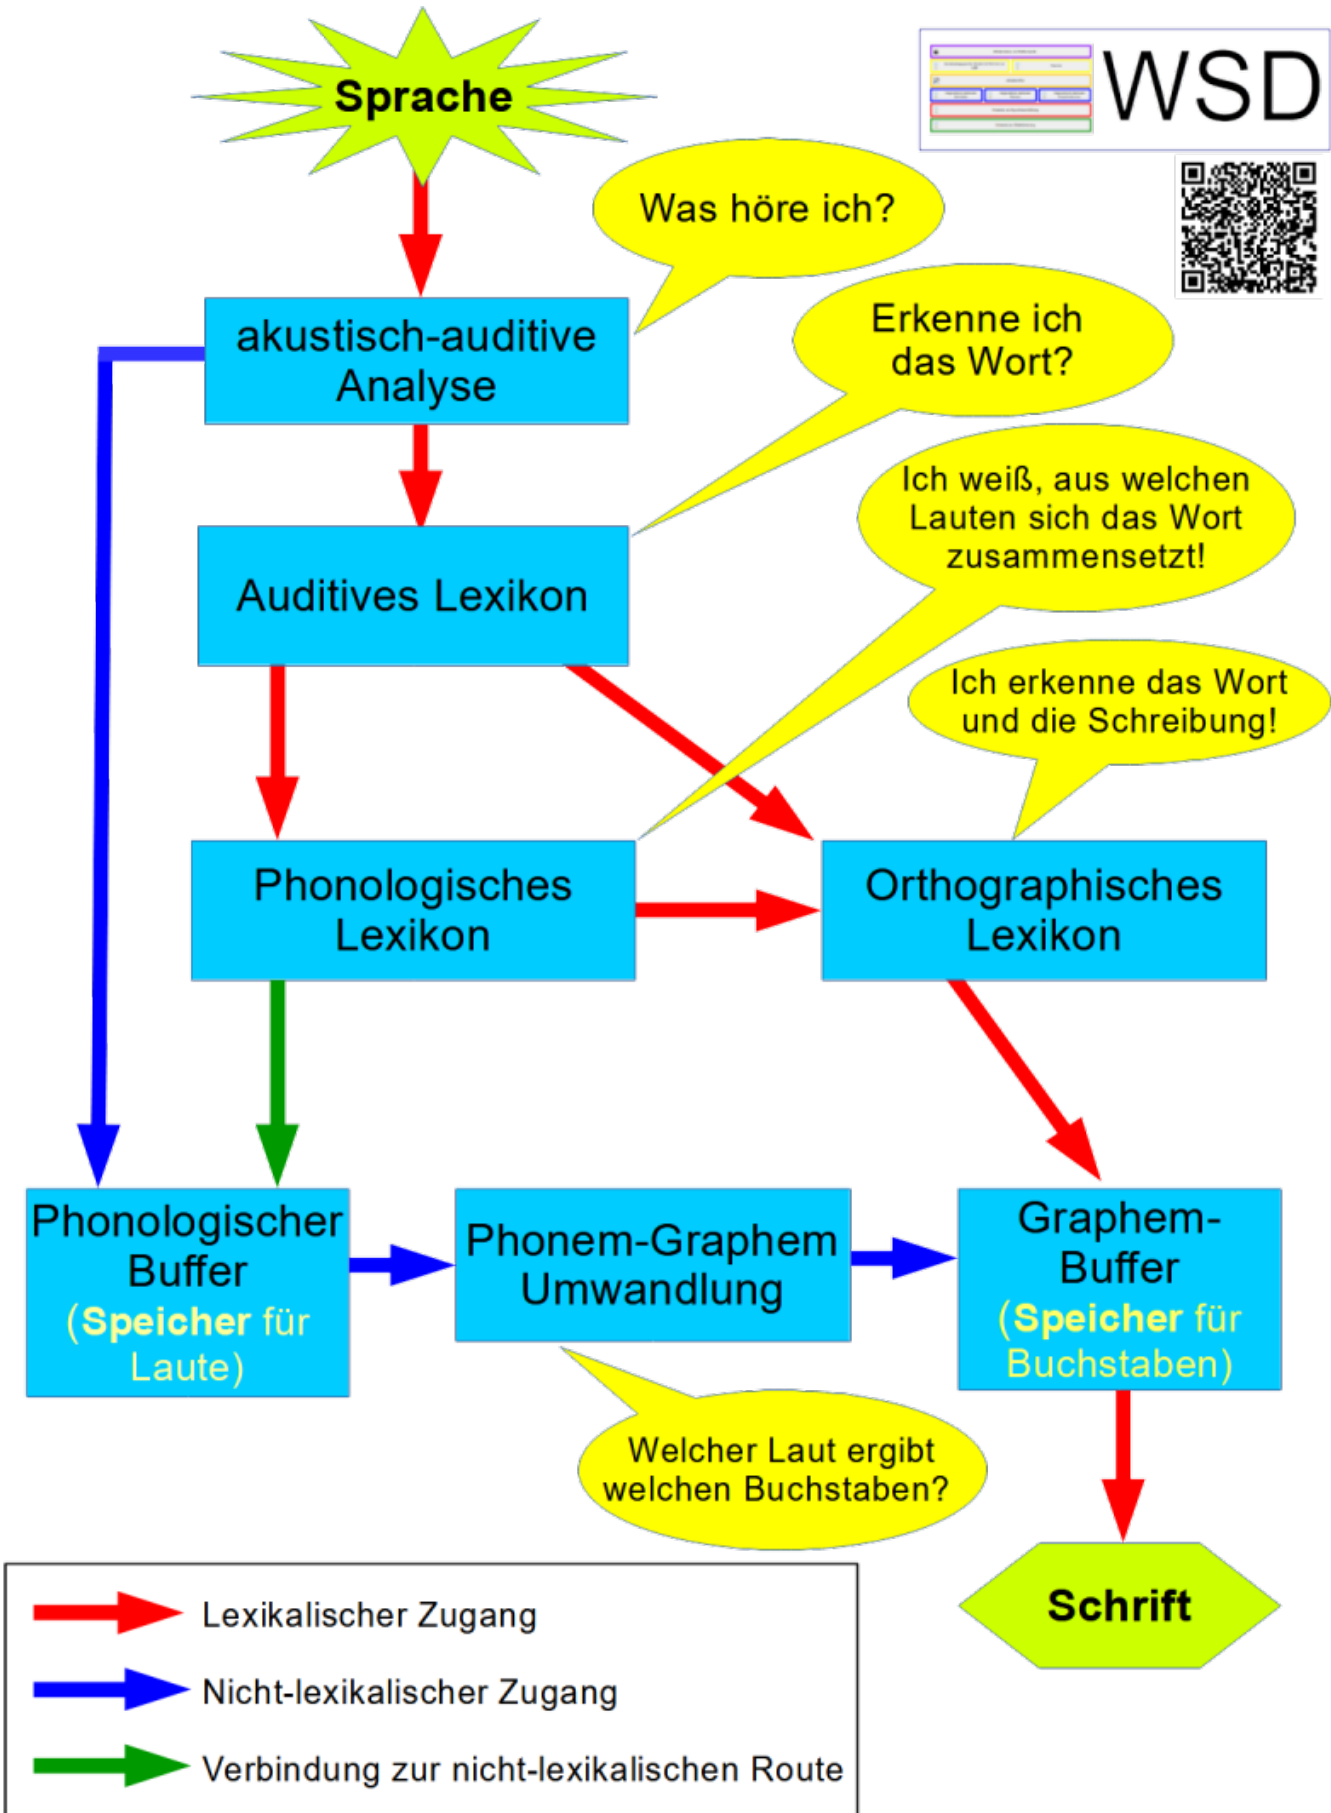 Sprache
WSD
Was höre ich?
akustisch-auditive
Analyse
Erkenne ich
das Wort?
Ich weiß, aus welchen
Lauten sich das Wort
zusammensetzt!
Auditives Lexikon
Ich erkenne das Wort
und die Schreibung!
Phonologisches
Lexikon
Orthographisches
Lexikon
Phonologischer
Buffer
(Speicher für
Laute)
Phonem-Graphem
Umwandlung
Graphem-
Buffer
(Speicher für
Buchstaben)
Welcher Laut ergibt
welchen Buchstaben?
Schrift
Lexikalischer Zugang
Nicht-lexikalischer Zugang
Verbindung zur nicht-lexikalischen Route